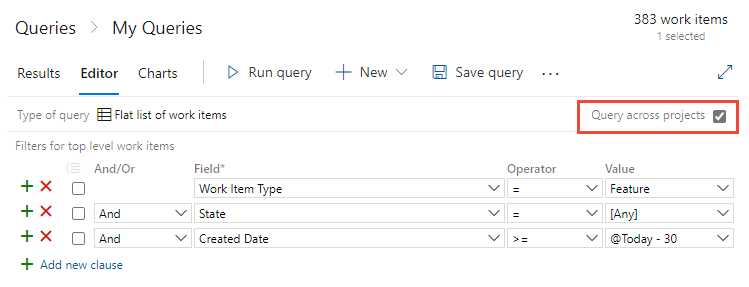 Queries > My Queries
383 work items
1 selected
Results Editor Charts Run query New Save query ...
Type of query Flat list of work items Query across projects
Filters for top level work items
And/Or Field* Operator Value
Work Item Type = Feature
And State = [Any]
And Created Date >= @Today - 30
Add new clause